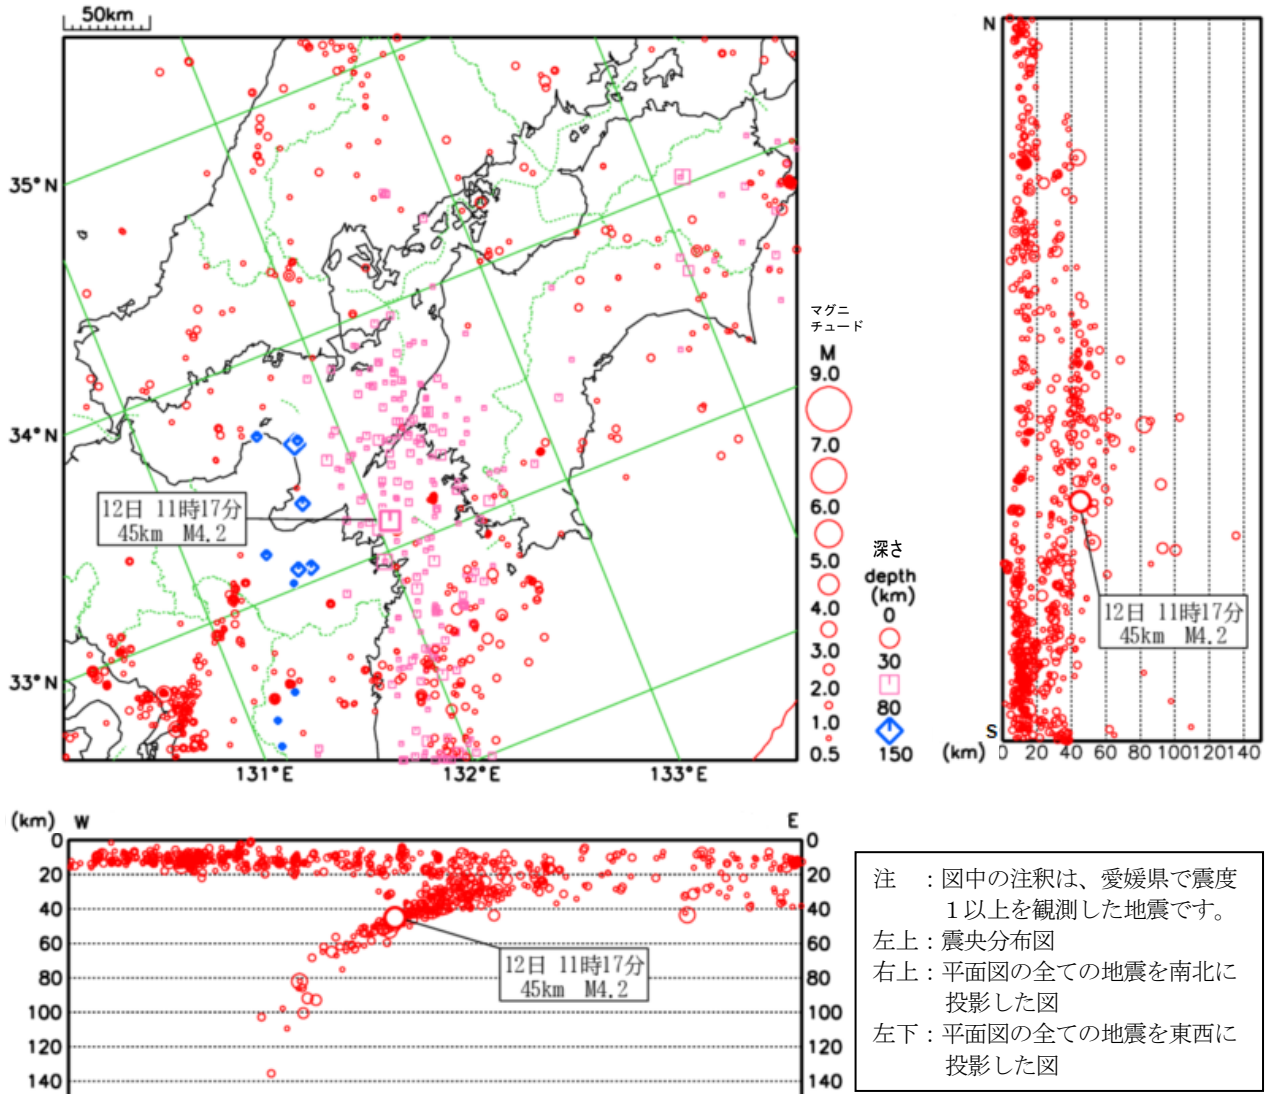 50km
35°N
34°N
33°N
131°E
132°E
133°E
12日 11時17分
45km M4.2
マグニ
チュード
M
9.0
7.0
6.0
5.0
4.0
3.0
2.0
1.0
0.5
深さ
depth
(km)
0
30
80
150
N
S
(km) 0 20 40 60 80 100120140
12日 11時17分
45km M4.2
(km) W E
0 0
20 20
40 40
60 60
80 80
100 100
120 120
140 140
12日 11時17分
45km M4.2
注 :図中の注釈は、愛媛県で震度
1以上を観測した地震です。
左上:震央分布図
右上:平面図の全ての地震を南北に
投影した図
左下:平面図の全ての地震を東西に
投影した図